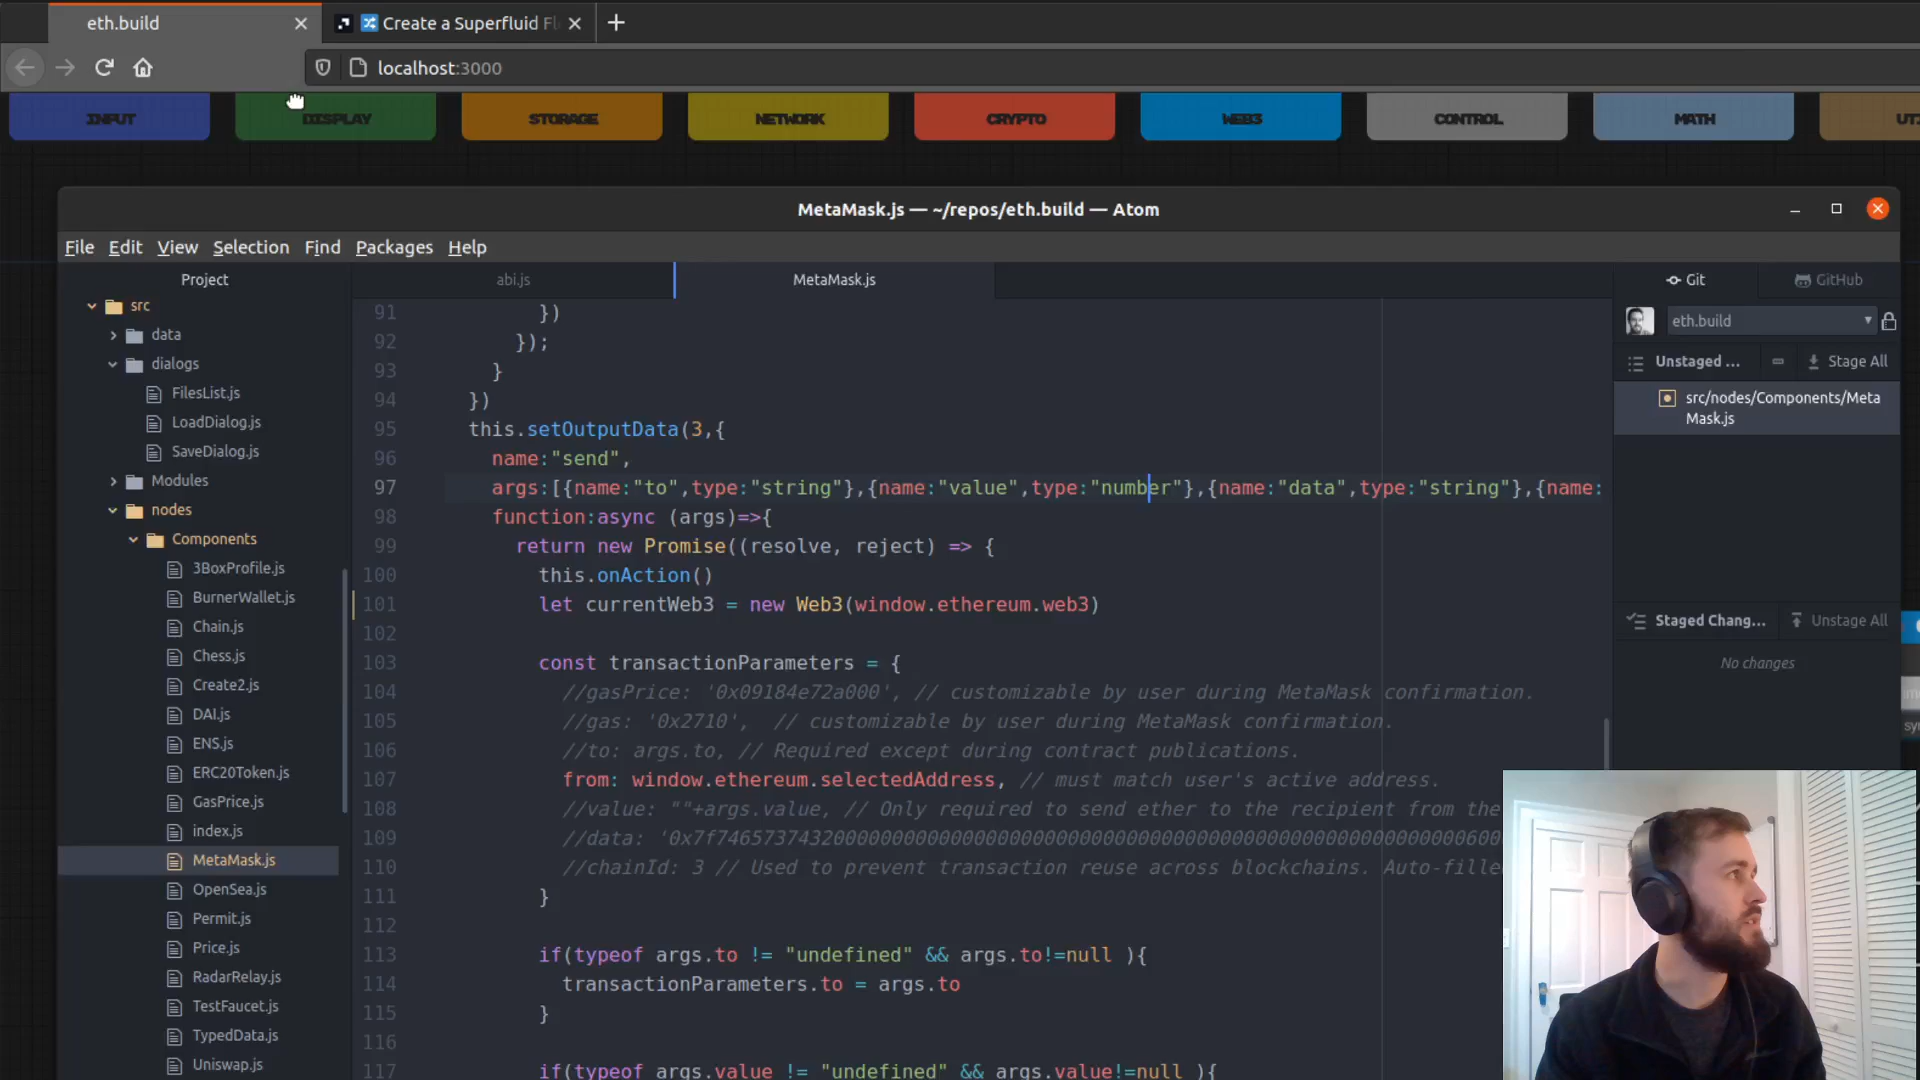 eth.build
Create a Superfluid Fl
localhost:3000
INPUT
DISPLAY
STORAGE
NETWORK
CRYPTO
WEB3
CONTROL
MATH
MetaMask.js — ~/repos/eth.build — Atom
File Edit View Selection Find Packages Help
Project
abi.js
MetaMask.js
Git
GitHub
src
data
dialogs
FilesList.js
LoadDialog.js
SaveDialog.js
Modules
nodes
Components
3BoxProfile.js
BurnerWallet.js
Chain.js
Chess.js
Create2.js
DAI.js
ENS.js
ERC20Token.js
GasPrice.js
index.js
MetaMask.js
OpenSea.js
Permit.js
Price.js
RadarRelay.js
TestFaucet.js
TypedData.js
Uniswap.js
91 })
92 });
93 }
94 })
95 this.setOutputData(3,{
96 name:"send",
97 args:[{name:"to",type:"string"},{name:"value",type:"number"},{name:"data",type:"string"},{name:
98 function:async (args)=>{
99 return new Promise((resolve, reject) => {
100 this.onAction()
101 let currentWeb3 = new Web3(window.ethereum.web3)
102
103 const transactionParameters = {
104 //gasPrice: '0x09184e72a000', // customizable by user during MetaMask confirmation.
105 //gas: '0x2710',  // customizable by user during MetaMask confirmation.
106 //to: args.to, // Required except during contract publications.
107 from: window.ethereum.selectedAddress, // must match user's active address.
108 //value: ""+args.value, // Only required to send ether to the recipient from the
109 //data:
110 //chainId: 3 // Used to prevent transaction reuse across blockchains. Auto-fille
111 }
112
113 if(typeof args.to != "undefined" && args.to!=null ){
114 transactionParameters.to = args.to
115 }
116
117 if(typeof args.value != "undefined" && args.value!=null ){
eth.build
Unstaged ...
Stage All
src/nodes/Components/Meta
Mask.js
Staged Chang...
Unstage All
No changes